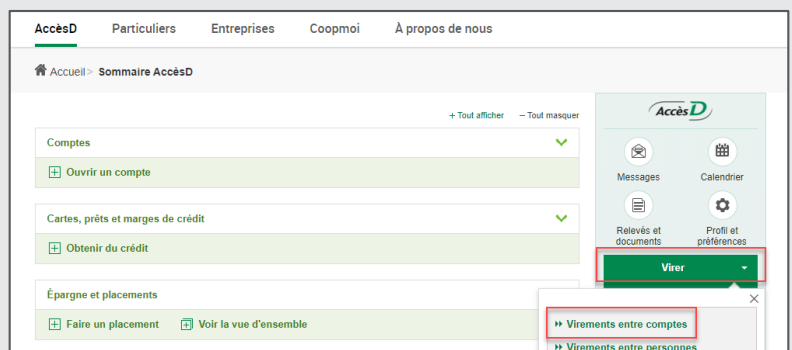 AccèsD Particuliers Entreprises Coopmoi À propos de nous
Accueil > Sommaire AccèsD
+ Tout afficher − Tout masquer
AccèsD
Comptes
Ouvrir un compte
Messages Calendrier
Cartes, prêts et marges de crédit
Obtenir du crédit
Relevés et documents
Profil et préférences
Virer
Épargne et placements
Faire un placement Voir la vue d'ensemble
Virements entre comptes
Virements entre personnes